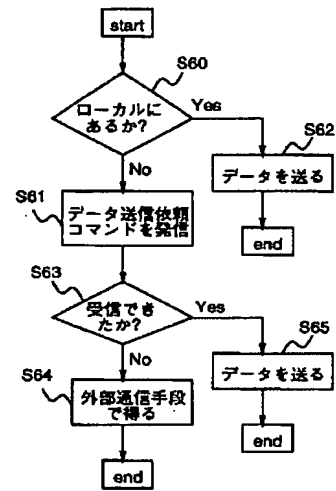 start
S60
ローカルに
あるか?
Yes
S62
No
データを送る
S61
データ送信依頼
コマンドを発信
end
S63
受信でき
たか?
Yes
S65
No
データを送る
S64
外部通信手段
で得る
end
end